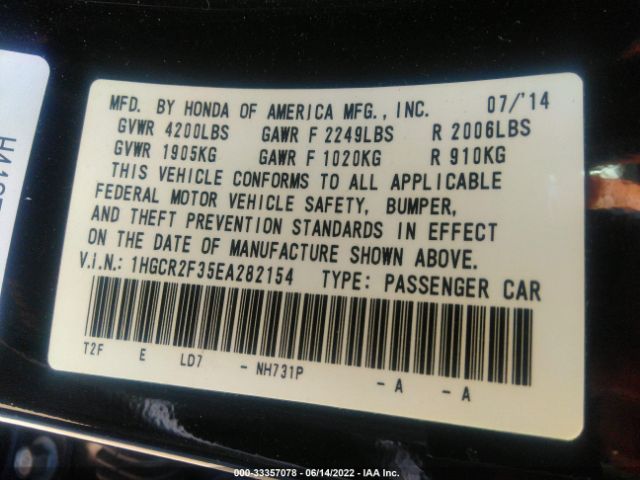 MFD. BY HONDA OF AMERICA MFG., INC. 07/'14
GVWR 4200LBS GAWR F 2249LBS R 2006LBS
GVWR 1905KG GAWR F 1020KG R 910KG
THIS VEHICLE CONFORMS TO ALL APPLICABLE
FEDERAL MOTOR VEHICLE SAFETY, BUMPER,
AND THEFT PREVENTION STANDARDS IN EFFECT
ON THE DATE OF MANUFACTURE SHOWN ABOVE.
V.I.N.: 1HGCR2F35EA282154 TYPE: PASSENGER CAR
T2F E LD7 - NH731P - A - A
000-33357078 - 06/14/2022 - IAA Inc.